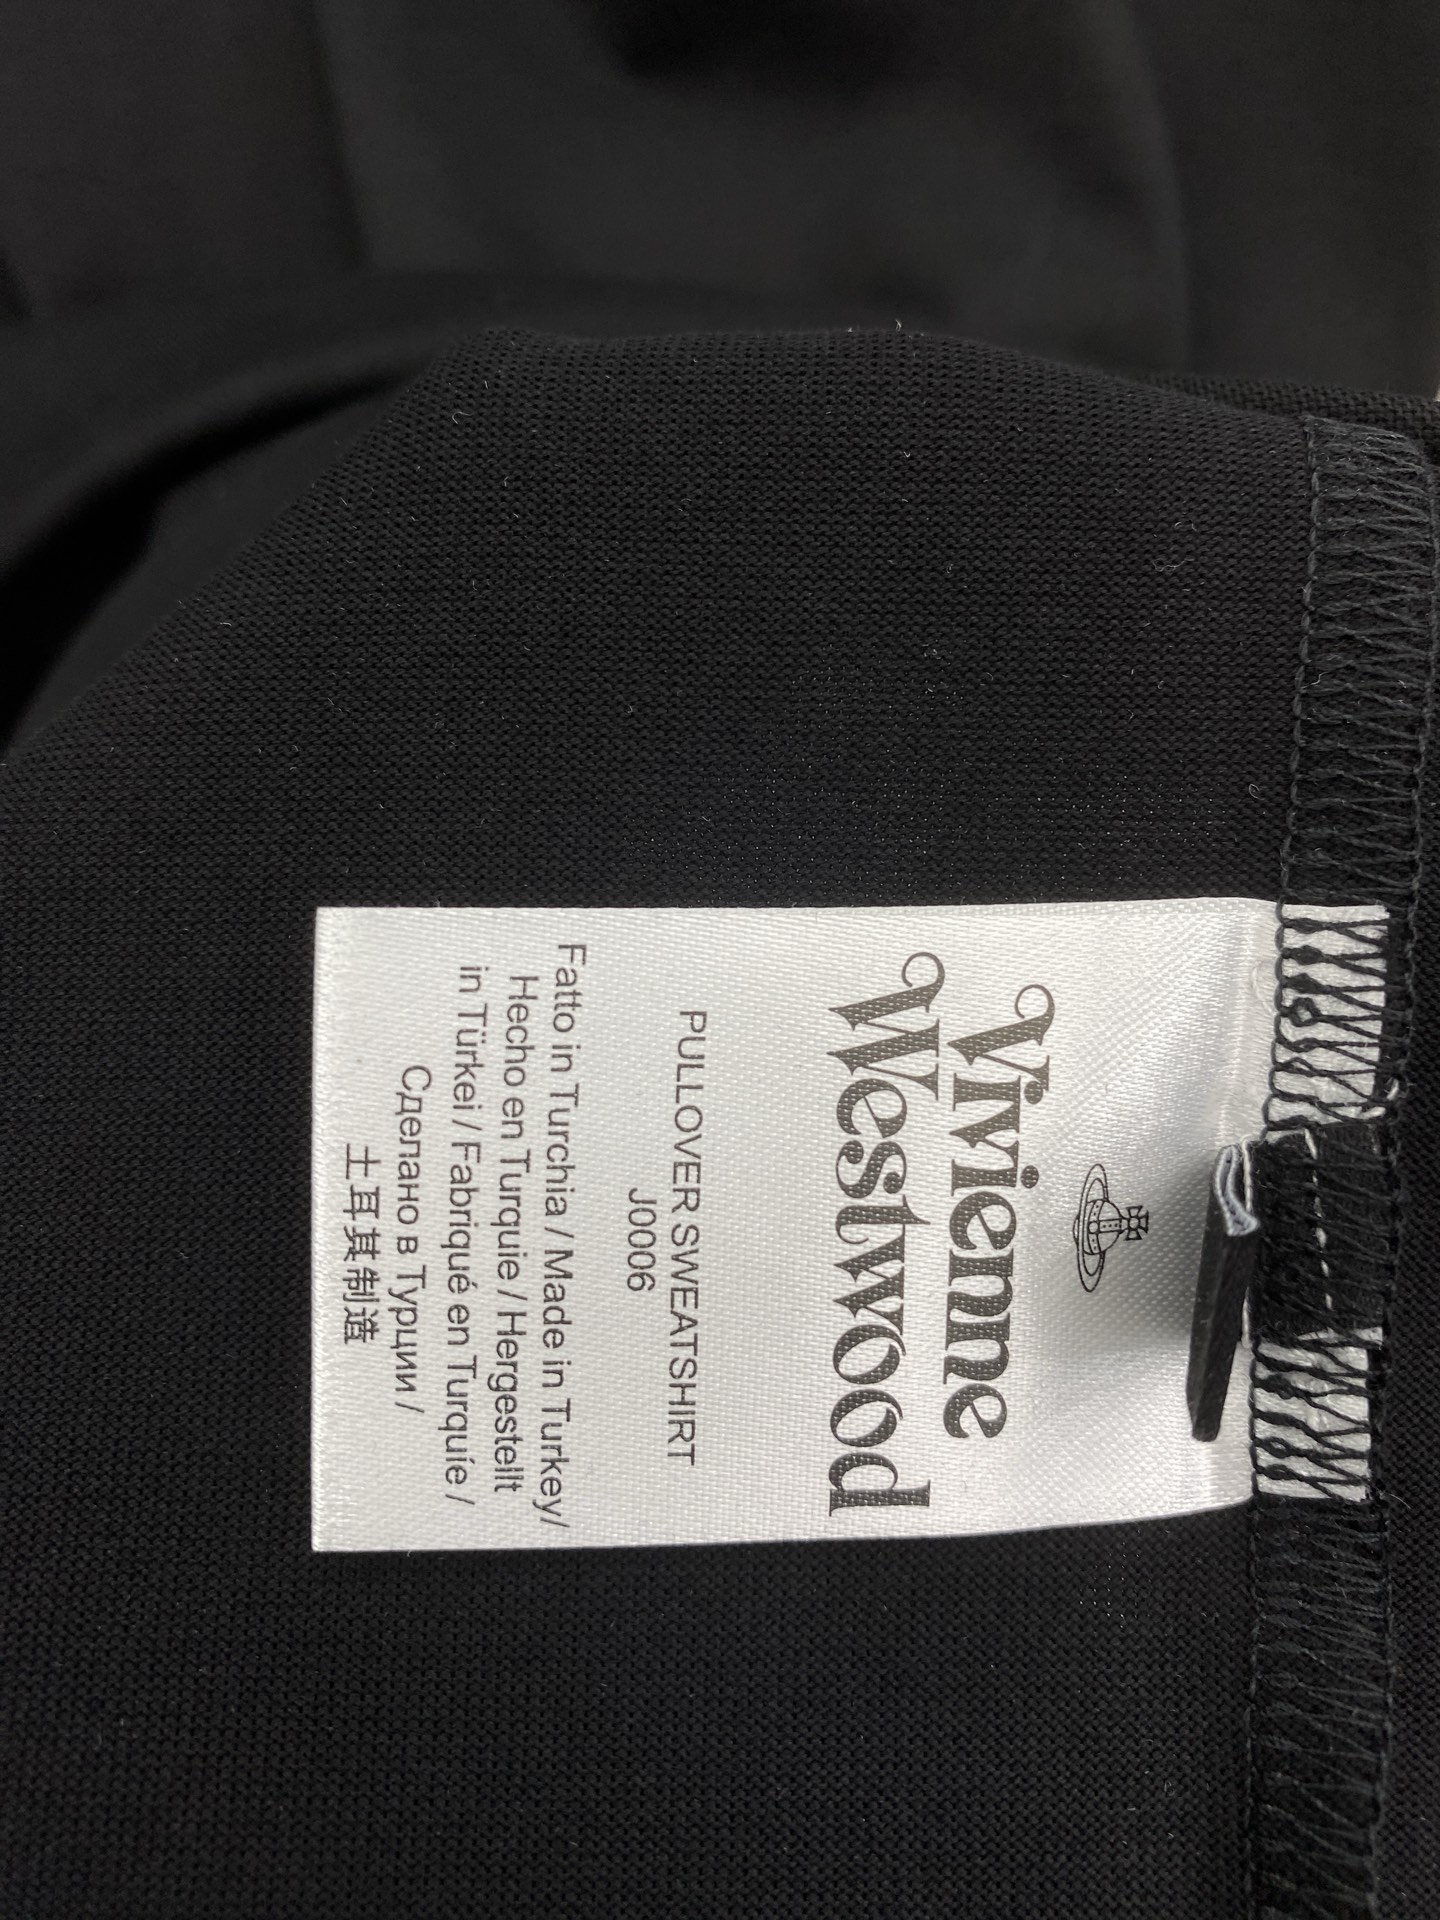 Vivienne
Westwood
PULLOVER SWEATSHIRT
J0006
Fatto in Turchia / Made in Turkey/
Hecho en Turquie / Hergestellt
in Türkei / Fabriqué en Turquíe /
Сделано в Турции /
土耳其制造